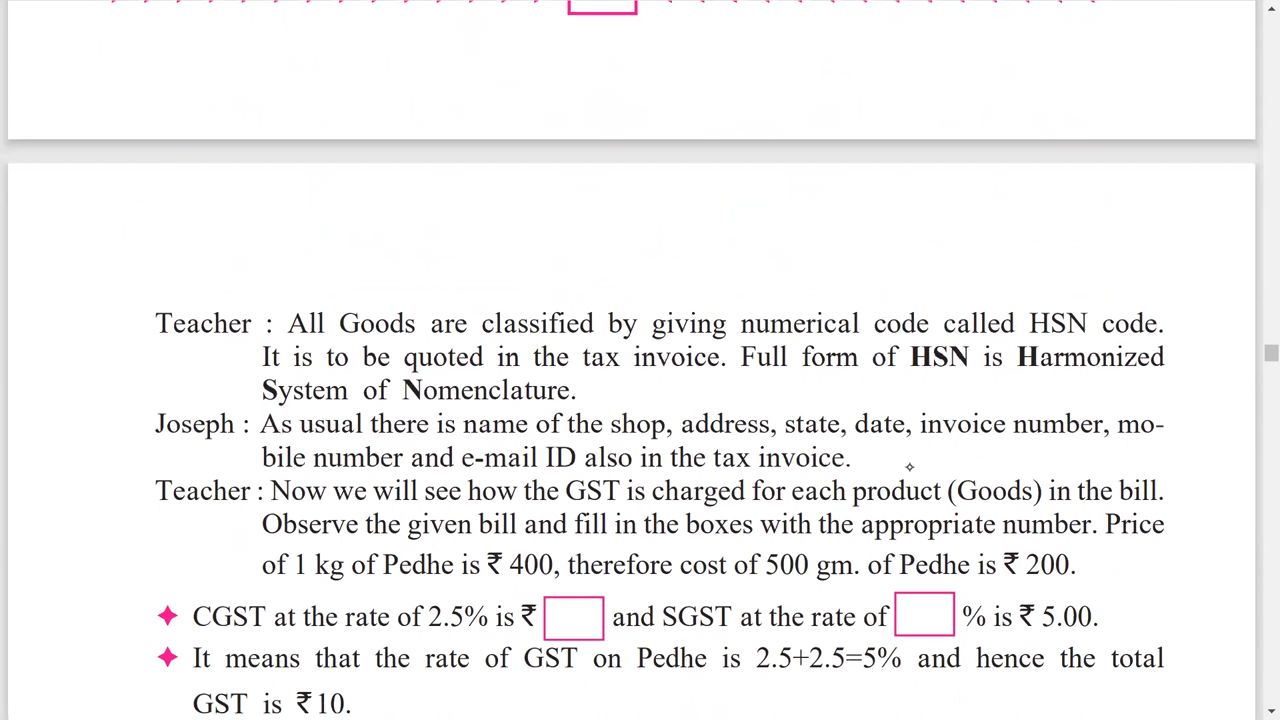 Teacher : All Goods are classified by giving numerical code called HSN code.
It is to be quoted in the tax invoice. Full form of HSN is Harmonized
System of Nomenclature.
Joseph : As usual there is name of the shop, address, state, date, invoice number, mo-
bile number and e-mail ID also in the tax invoice.
Teacher : Now we will see how the GST is charged for each product (Goods) in the bill.
Observe the given bill and fill in the boxes with the appropriate number. Price
of 1 kg of Pedhe is ₹ 400, therefore cost of 500 gm. of Pedhe is ₹ 200.
CGST at the rate of 2.5% is ₹ and SGST at the rate of % is ₹ 5.00.
It means that the rate of GST on Pedhe is 2.5+2.5=5% and hence the total
GST is ₹10.